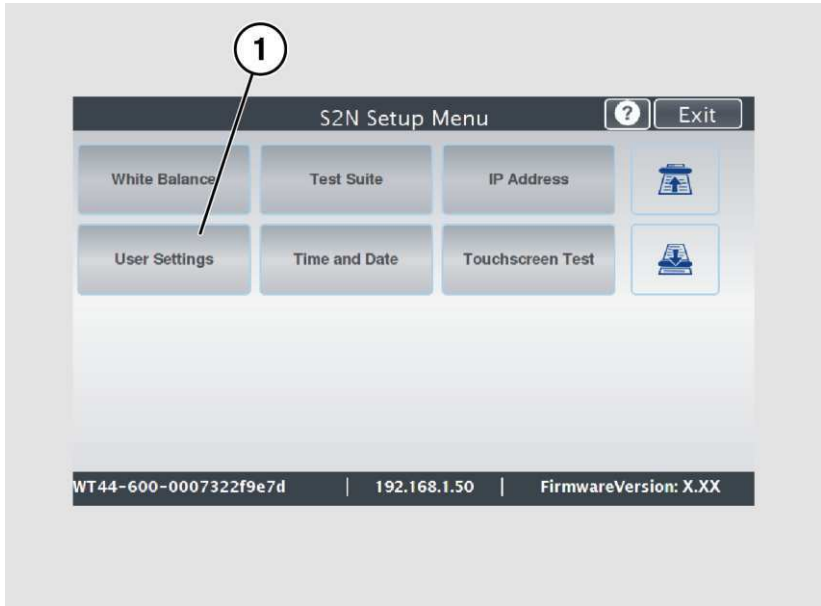 1
S2N Setup Menu ? Exit
White Balance Test Suite IP Address
User Settings Time and Date Touchscreen Test
WT44-600-0007322f9e7d | 192.168.1.50 | FirmwareVersion: X.XX